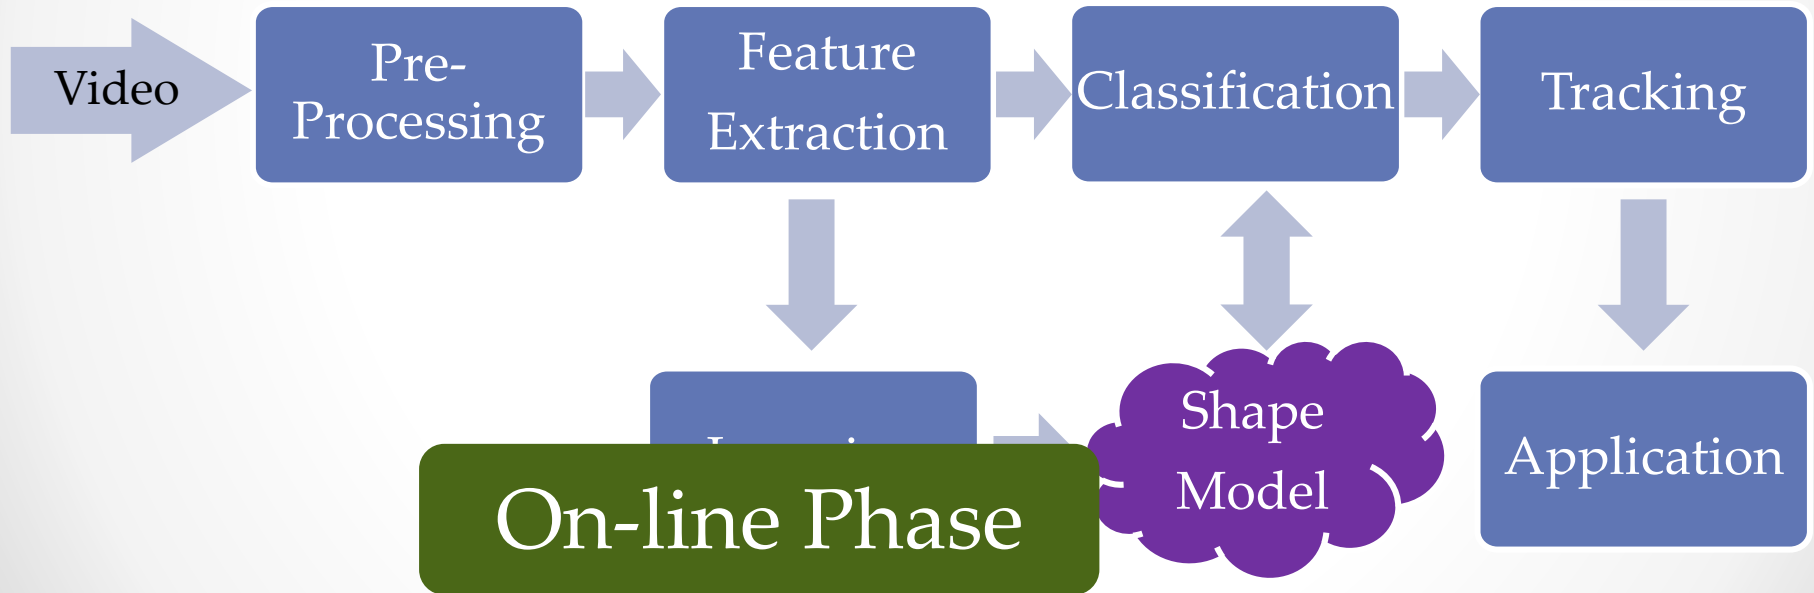 Video
Pre-
Processing
Feature
Extraction
Classification
Tracking
Shape
Model
Application
On-line Phase